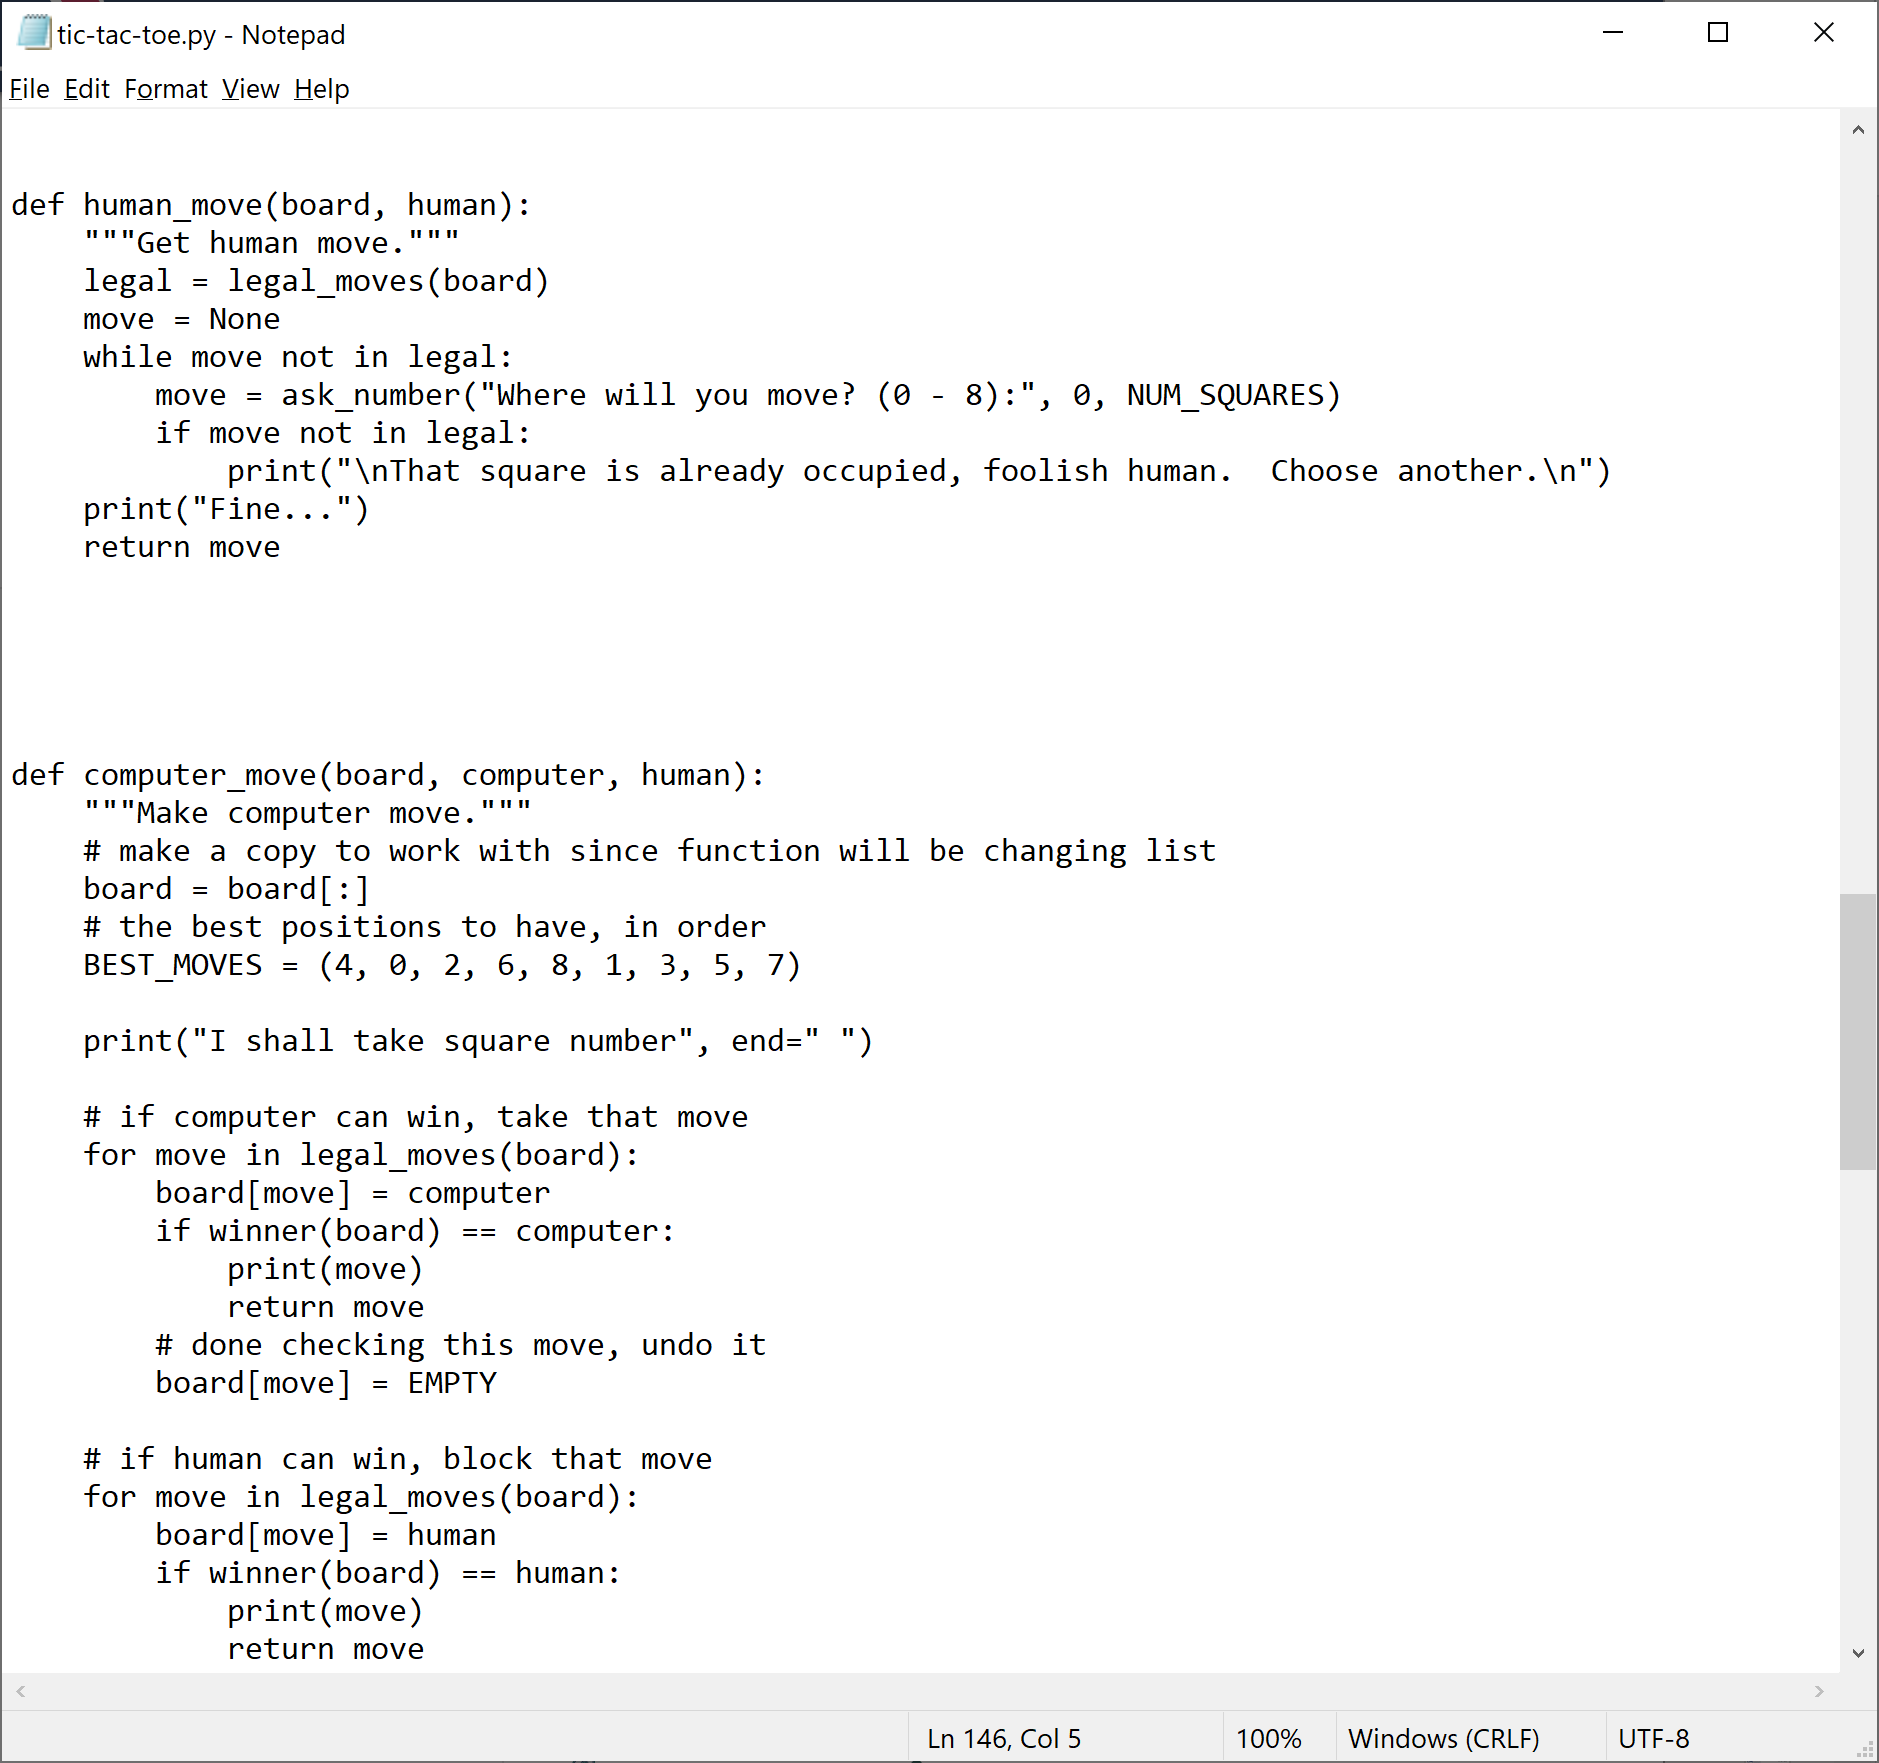 tic-tac-toe.py - Notepad
File Edit Format View Help
def human_move(board, human):
    """Get human move."""
    legal = legal_moves(board)
    move = None
    while move not in legal:
        move = ask_number("Where will you move? (0 - 8):", 0, NUM_SQUARES)
        if move not in legal:
            print("\nThat square is already occupied, foolish human.  Choose another.\n")
    print("Fine...")
    return move
def computer_move(board, computer, human):
    """Make computer move."""
    # make a copy to work with since function will be changing list
    board = board[:]
    # the best positions to have, in order
    BEST_MOVES = (4, 0, 2, 6, 8, 1, 3, 5, 7)
    print("I shall take square number", end=" ")
    # if computer can win, take that move
    for move in legal_moves(board):
        board[move] = computer
        if winner(board) == computer:
            print(move)
            return move
        # done checking this move, undo it
        board[move] = EMPTY
    # if human can win, block that move
    for move in legal_moves(board):
        board[move] = human
        if winner(board) == human:
            print(move)
            return move
Ln 146, Col 5 100% Windows (CRLF) UTF-8